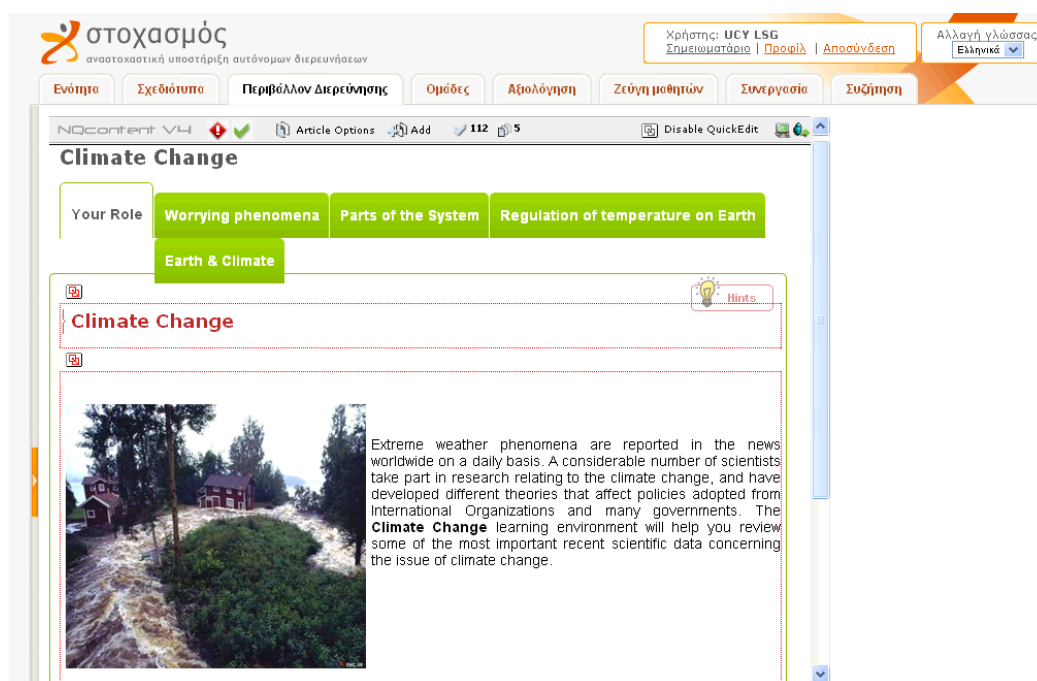 στοχασμός
αναστοχαστική υποστήριξη αυτόνομων διερευνήσεων
Χρήστης: UCY LSG
Σημειωματάριο | Προφίλ | Αποσύνδεση
Αλλαγή γλώσσας
Ελληνικά
Ενότητα Σχεδιότυπα Περιβάλλον Διερεύνησης Ομάδες Αξιολόγηση Ζεύγη μαθητών Συνεργασία Συζήτηση
NQcontent V4 Article Options Add 112 5 Disable QuickEdit
Climate Change
Your Role Worrying phenomena Parts of the System Regulation of temperature on Earth
Earth & Climate
Hints
Climate Change
Extreme weather phenomena are reported in the news
worldwide on a daily basis. A considerable number of scientists
take part in research relating to the climate change, and have
developed different theories that affect policies adopted from
International Organizations and many governments. The
Climate Change learning environment will help you review
some of the most important recent scientific data concerning
the issue of climate change.